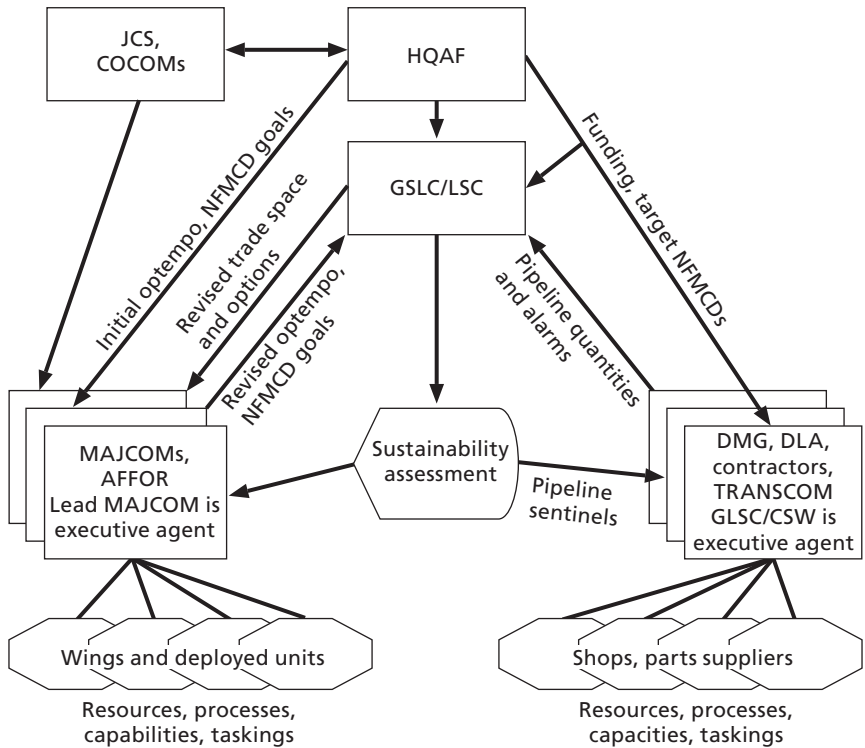 JCS,
COCOMs
HQAF
GSLC/LSC
Initial optempo, NFMCD goals
Revised trade space
and options
Revised optempo,
NFMCD goals
Funding, target NFMCDs
Pipeline quantities
and alarms
MAJCOMs,
AFFOR
Lead MAJCOM is
executive agent
Sustainability
assessment
Pipeline
sentinels
DMG, DLA,
contractors,
TRANSCOM
GLSC/CSW is
executive agent
Wings and deployed units
Shops, parts suppliers
Resources, processes,
capabilities, taskings
Resources, processes,
capacities, taskings